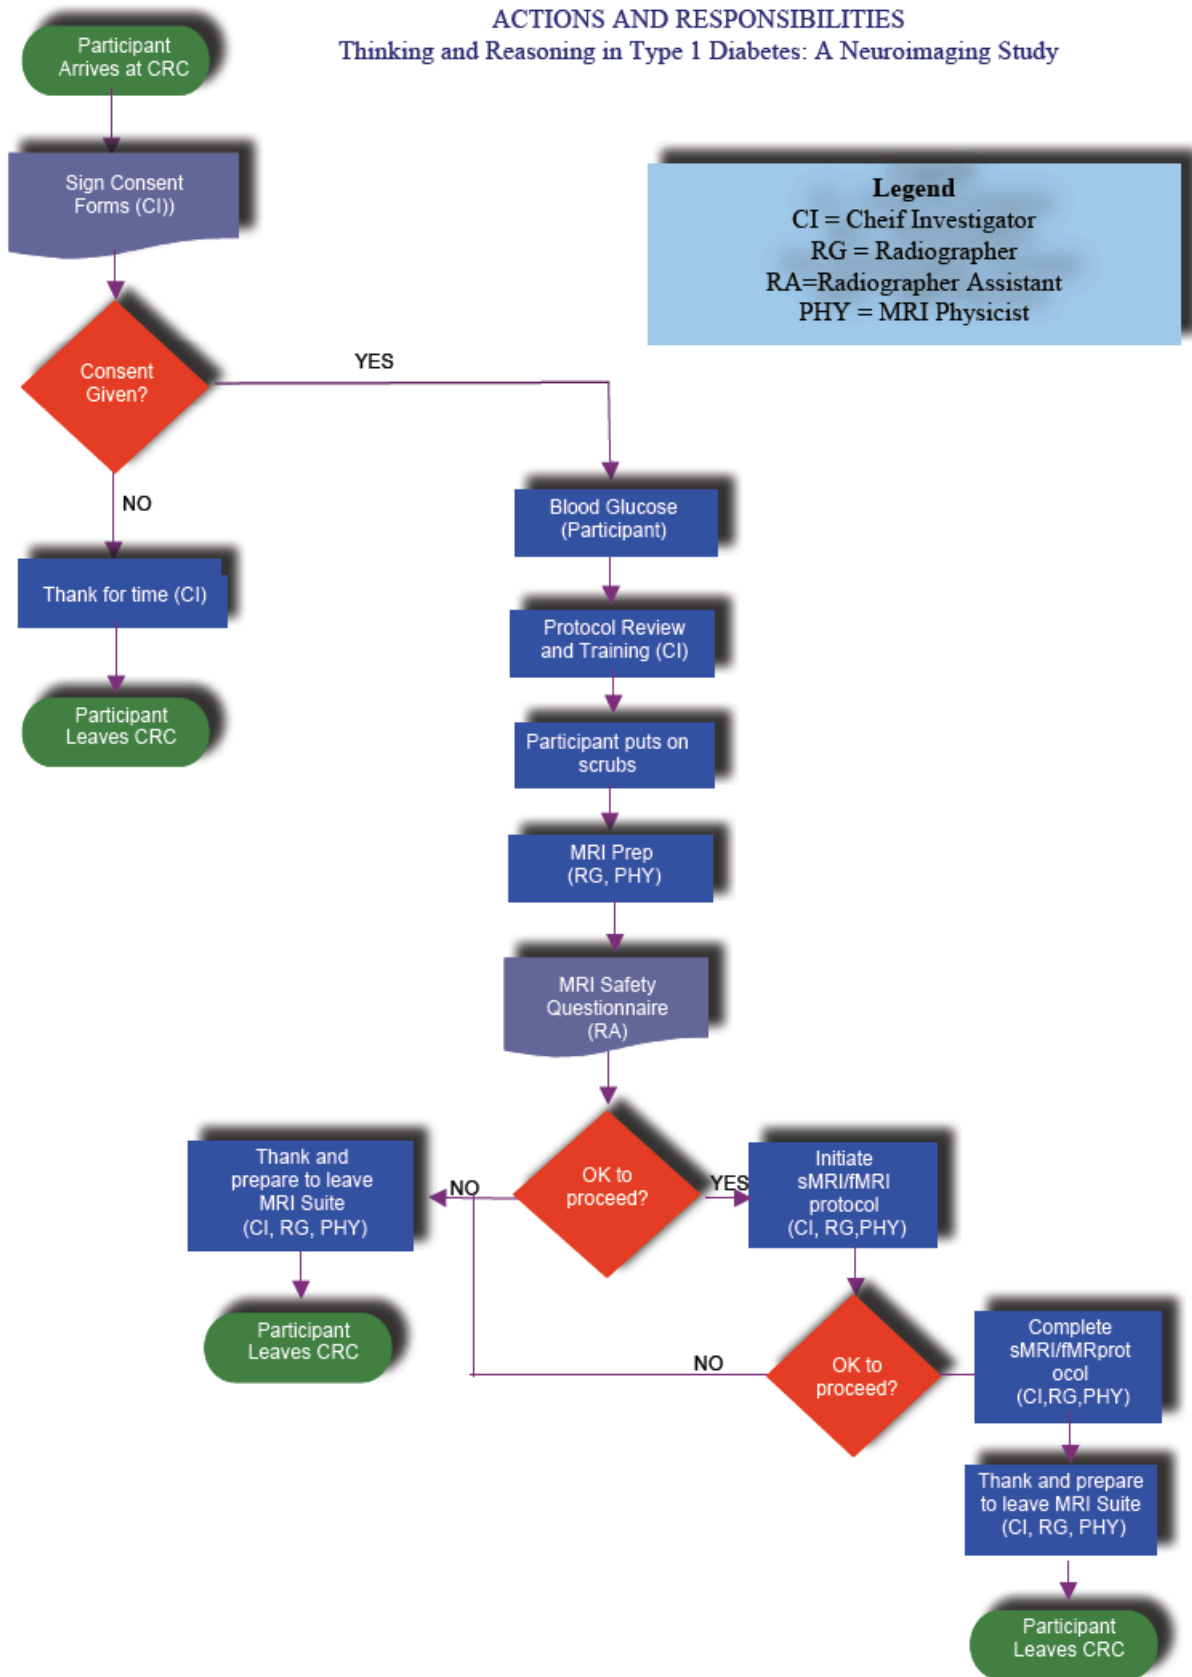 ACTIONS AND RESPONSIBILITIES
Thinking and Reasoning in Type 1 Diabetes: A Neuroimaging Study
Participant
Arrives at CRC
Sign Consent
Forms (CI))
Legend
CI = Cheif Investigator
RG = Radiographer
RA=Radiographer Assistant
PHY = MRI Physicist
Consent
Given?
YES
NO
Thank for time (CI)
Participant
Leaves CRC
Blood Glucose
(Participant)
Protocol Review
and Training (CI)
Participant puts on
scrubs
MRI Prep
(RG, PHY)
MRI Safety
Questionnaire
(RA)
OK to
proceed?
NO
Thank and
prepare to leave
MRI Suite
(CI, RG, PHY)
Participant
Leaves CRC
YES
Initiate
sMRI/fMRI
protocol
(CI, RG,PHY)
OK to
proceed?
NO
Complete
sMRI/fMRprot
ocol
(CI,RG,PHY)
Thank and prepare
to leave MRI Suite
(CI, RG, PHY)
Participant
Leaves CRC